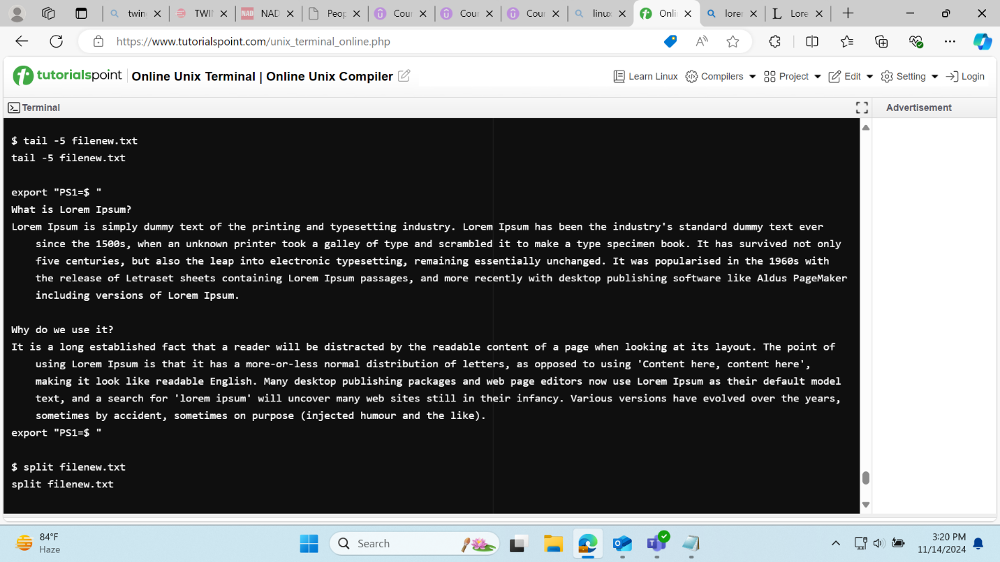 twin
TWIN
NAD
NAD
Peop
Cour
Cour
Cour
linux
Onli
lorer
Lore
https://www.tutorialspoint.com/unix_terminal_online.php
tutorialspoint
Online Unix Terminal | Online Unix Compiler
Learn Linux
Compilers
Project
Edit
Setting
Login
Terminal
Advertisement
$ tail -5 filenew.txt
tail -5 filenew.txt
export "PS1=$ "
What is Lorem Ipsum?
Lorem Ipsum is simply dummy text of the printing and typesetting industry. Lorem Ipsum has been the industry's standard dummy text ever
since the 1500s, when an unknown printer took a galley of type and scrambled it to make a type specimen book. It has survived not only
five centuries, but also the leap into electronic typesetting, remaining essentially unchanged. It was popularised in the 1960s with
the release of Letraset sheets containing Lorem Ipsum passages, and more recently with desktop publishing software like Aldus PageMaker
including versions of Lorem Ipsum.
Why do we use it?
It is a long established fact that a reader will be distracted by the readable content of a page when looking at its layout. The point of
using Lorem Ipsum is that it has a more-or-less normal distribution of letters, as opposed to using 'Content here, content here',
making it look like readable English. Many desktop publishing packages and web page editors now use Lorem Ipsum as their default model
text, and a search for 'lorem ipsum' will uncover many web sites still in their infancy. Various versions have evolved over the years,
sometimes by accident, sometimes on purpose (injected humour and the like).
export "PS1=$ "
$ split filenew.txt
split filenew.txt
84°F
Haze
Search
3:20 PM
11/14/2024